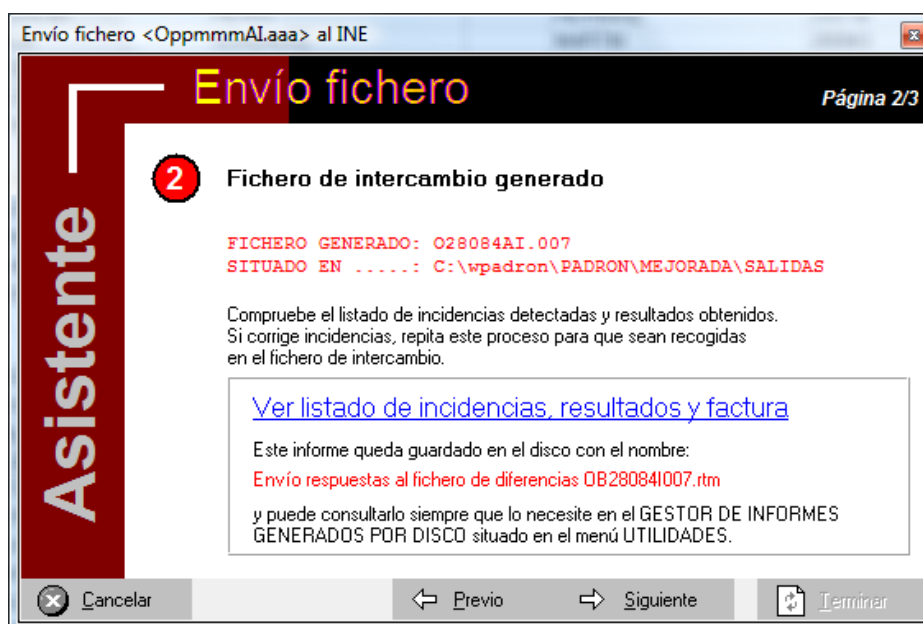 Envío fichero <OppmmmAI.aaa> al INE
Envío fichero
Página 2/3
Asistente
2
Fichero de intercambio generado
FICHERO GENERADO: O28084AI.007
SITUADO EN .....: C:\wpadron\PADRON\MEJORADA\SALIDAS
Compruebe el listado de incidencias detectadas y resultados obtenidos.
Si corrige incidencias, repita este proceso para que sean recogidas
en el fichero de intercambio.
Ver listado de incidencias, resultados y factura
Este informe queda guardado en el disco con el nombre:
Envío respuestas al fichero de diferencias OB28084I007.rtm
y puede consultarlo siempre que lo necesite en el GESTOR DE INFORMES
GENERADOS POR DISCO situado en el menú UTILIDADES.
Cancelar
Previo
Siguiente
Terminar